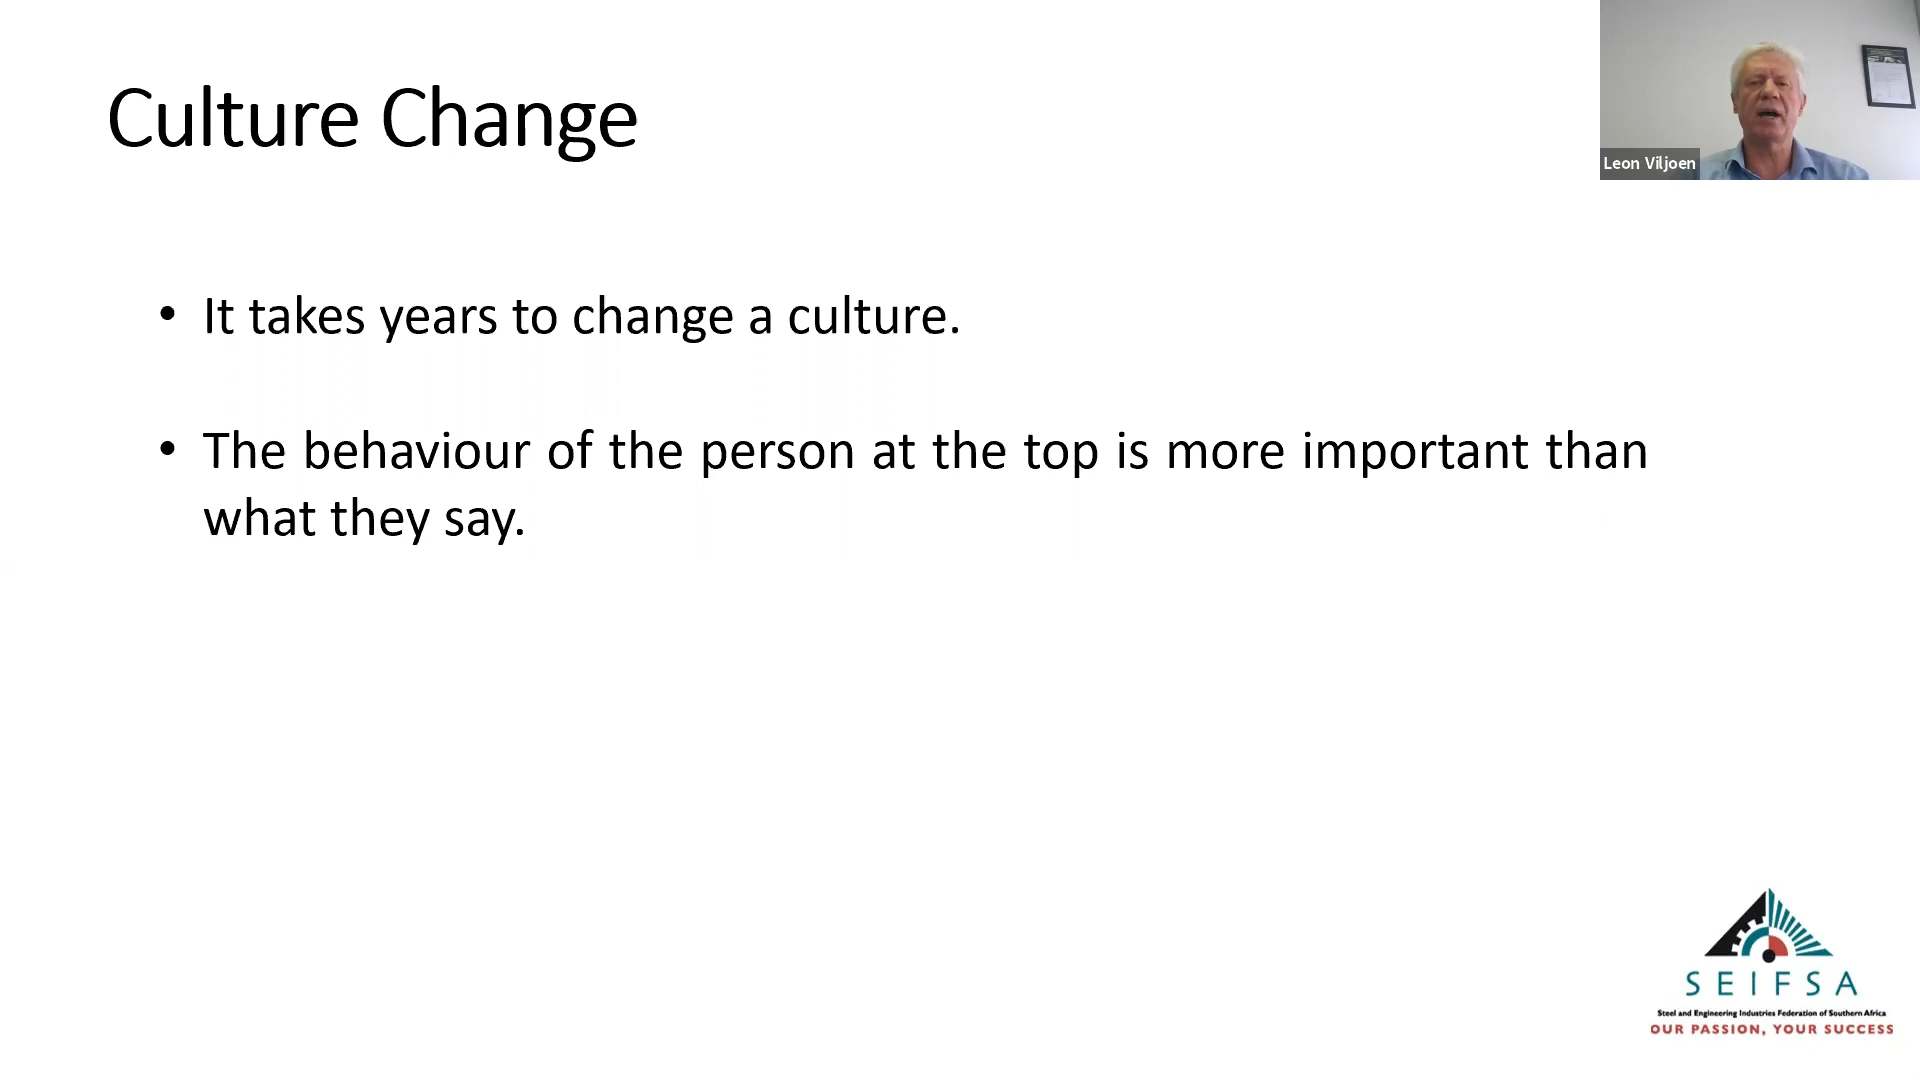 Culture Change
Leon Viljoen
• It takes years to change a culture.
• The behaviour of the person at the top is more important than
what they say.
SEIFSA
Steel and Engineering Industries Federation of Southern Africa
OUR PASSION, YOUR SUCCESS